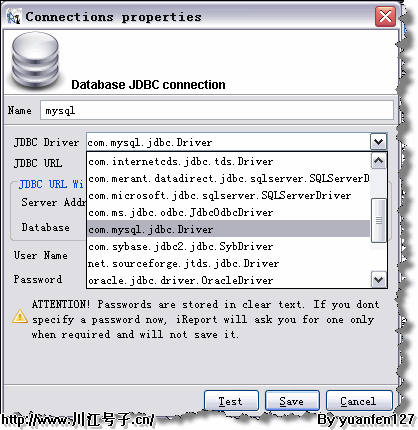 Connections properties
Database JDBC connection
Name mysql
JDBC Driver com.mysql.jdbc.Driver
JDBC URL com.internetcds.jdbc.tds.Driver
com.merant.datadirect.jdbc.sqlserver.SQLServerD
JDBC URL Wi com.microsoft.jdbc.sqlserver.SQLServerDriver
Server Addr com.ms.jdbc.odbc.JdbcOdbcDriver
Database com.mysql.jdbc.Driver
com.sybase.jdbc2.jdbc.SybDriver
User Name net.sourceforge.jtds.jdbc.Driver
Password oracle.jdbc.driver.OracleDriver
ATTENTION! Passwords are stored in clear text. If you dont
specify a password now, iReport will ask you for one only
when required and will not save it.
Test Save Cancel
http://www.川江号子.cn/ By yuanfen127